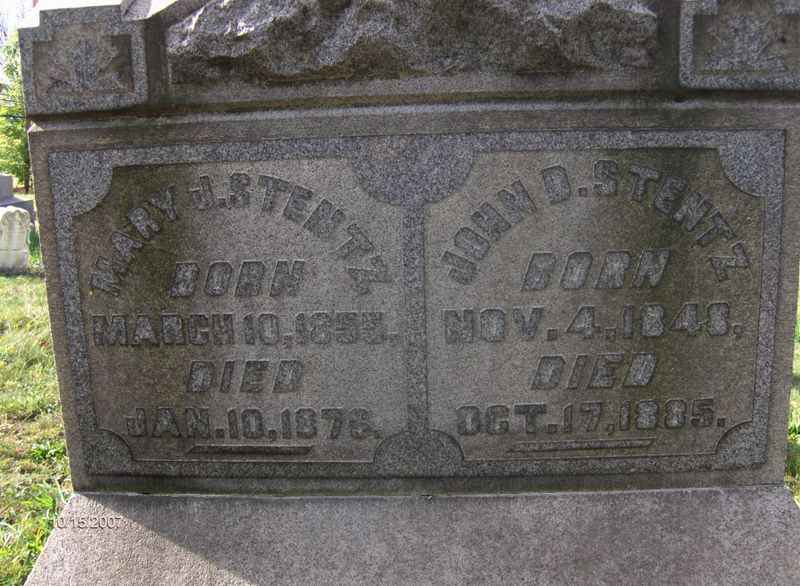 MARY J. STENTZ
BORN
MARCH 10, 1855.
DIED
JAN. 10, 1876.
JOHN D. STENTZ
BORN
NOV. 4, 1848,
DIED
OCT. 17, 1885.
10.15.2007